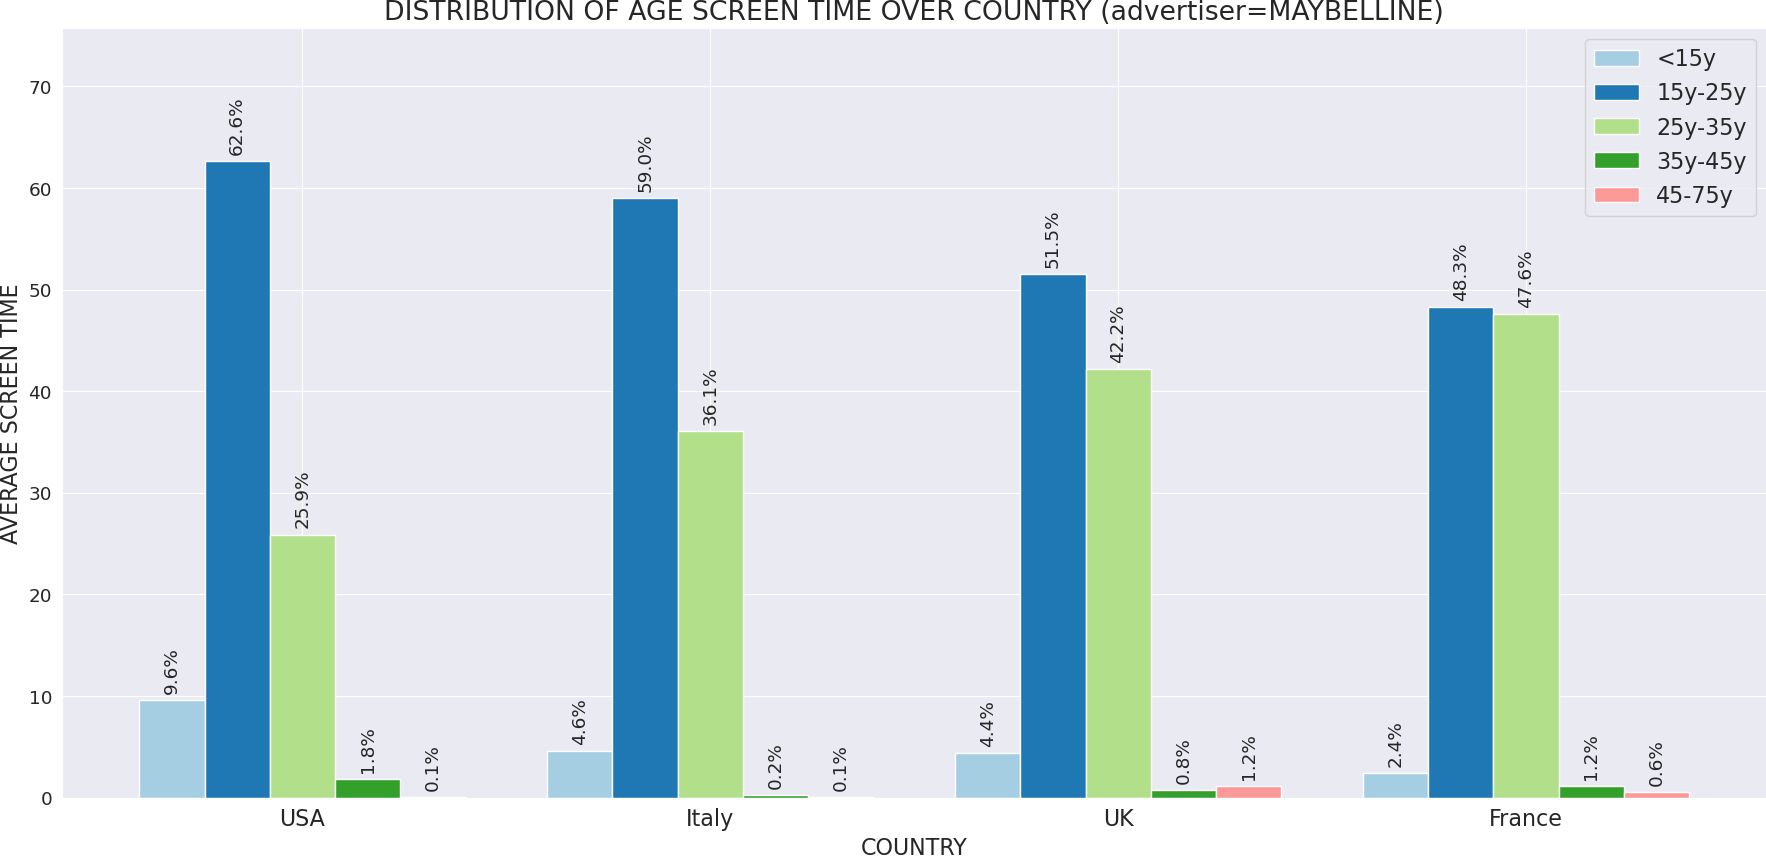 DISTRIBUTION OF AGE SCREEN TIME OVER COUNTRY (advertiser=MAYBELLINE)
<15y
15y-25y
25y-35y
35y-45y
45-75y
AVERAGE SCREEN TIME
70
60
50
40
30
20
10
0
9.6%
62.6%
25.9%
1.8%
0.1%
4.6%
59.0%
36.1%
0.2%
0.1%
4.4%
51.5%
42.2%
0.8%
1.2%
2.4%
48.3%
47.6%
1.2%
0.6%
USA
Italy
UK
France
COUNTRY